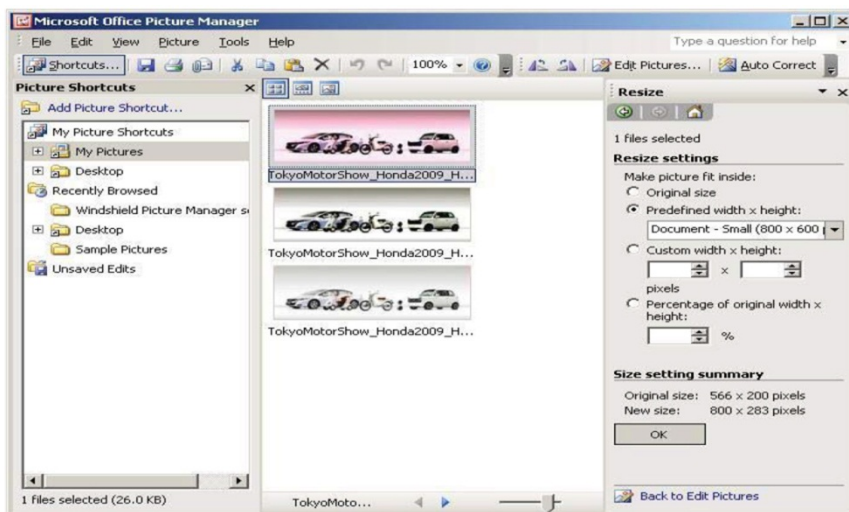 Microsoft Office Picture Manager
File Edit View Picture Tools Help
Type a question for help
Shortcuts... 100% Edit Pictures... Auto Correct
Picture Shortcuts
Add Picture Shortcut...
My Picture Shortcuts
My Pictures
Desktop
Recently Browsed
Windshield Picture Manager s
Desktop
Sample Pictures
Unsaved Edits
1 files selected (26.0 KB)
TokyoMotorShow_Honda2009_H...
TokyoMotorShow_Honda2009_H...
TokyoMotorShow_Honda2009_H...
TokyoMoto...
Resize
1 files selected
Resize settings
Make picture fit inside:
Original size
Predefined width x height:
Document - Small (800 x 600
Custom width x height:
x
pixels
Percentage of original width x
height:
%
Size setting summary
Original size: 566 x 200 pixels
New size: 800 x 283 pixels
OK
Back to Edit Pictures